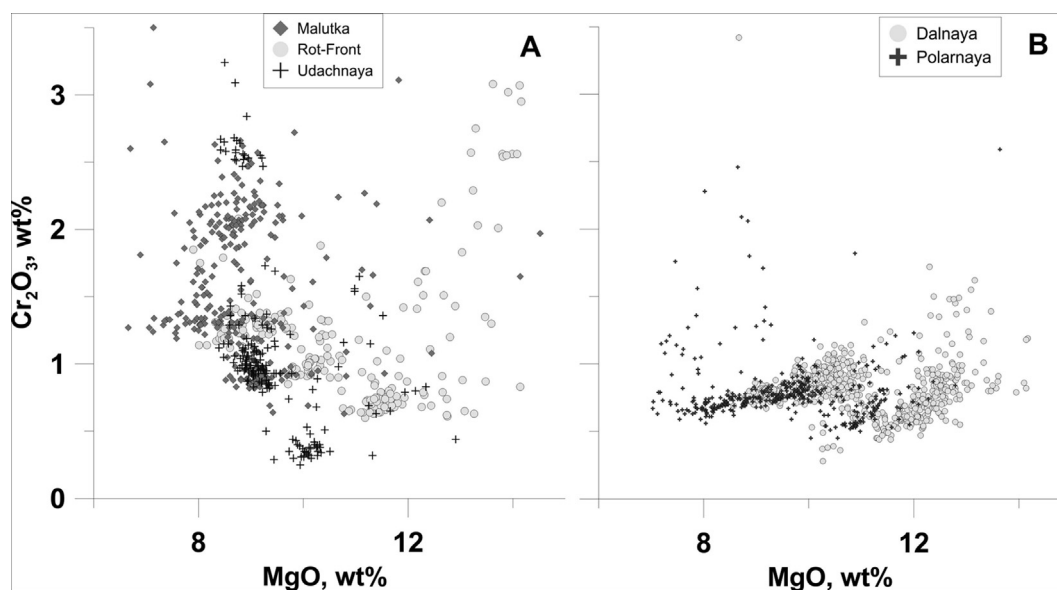 Malutka
Rot-Front
Udachnaya
A
Dalnaya
Polarnaya
B
Cr₂O₃, wt%
3
2
1
0
8
12
MgO, wt%
8
12
MgO, wt%